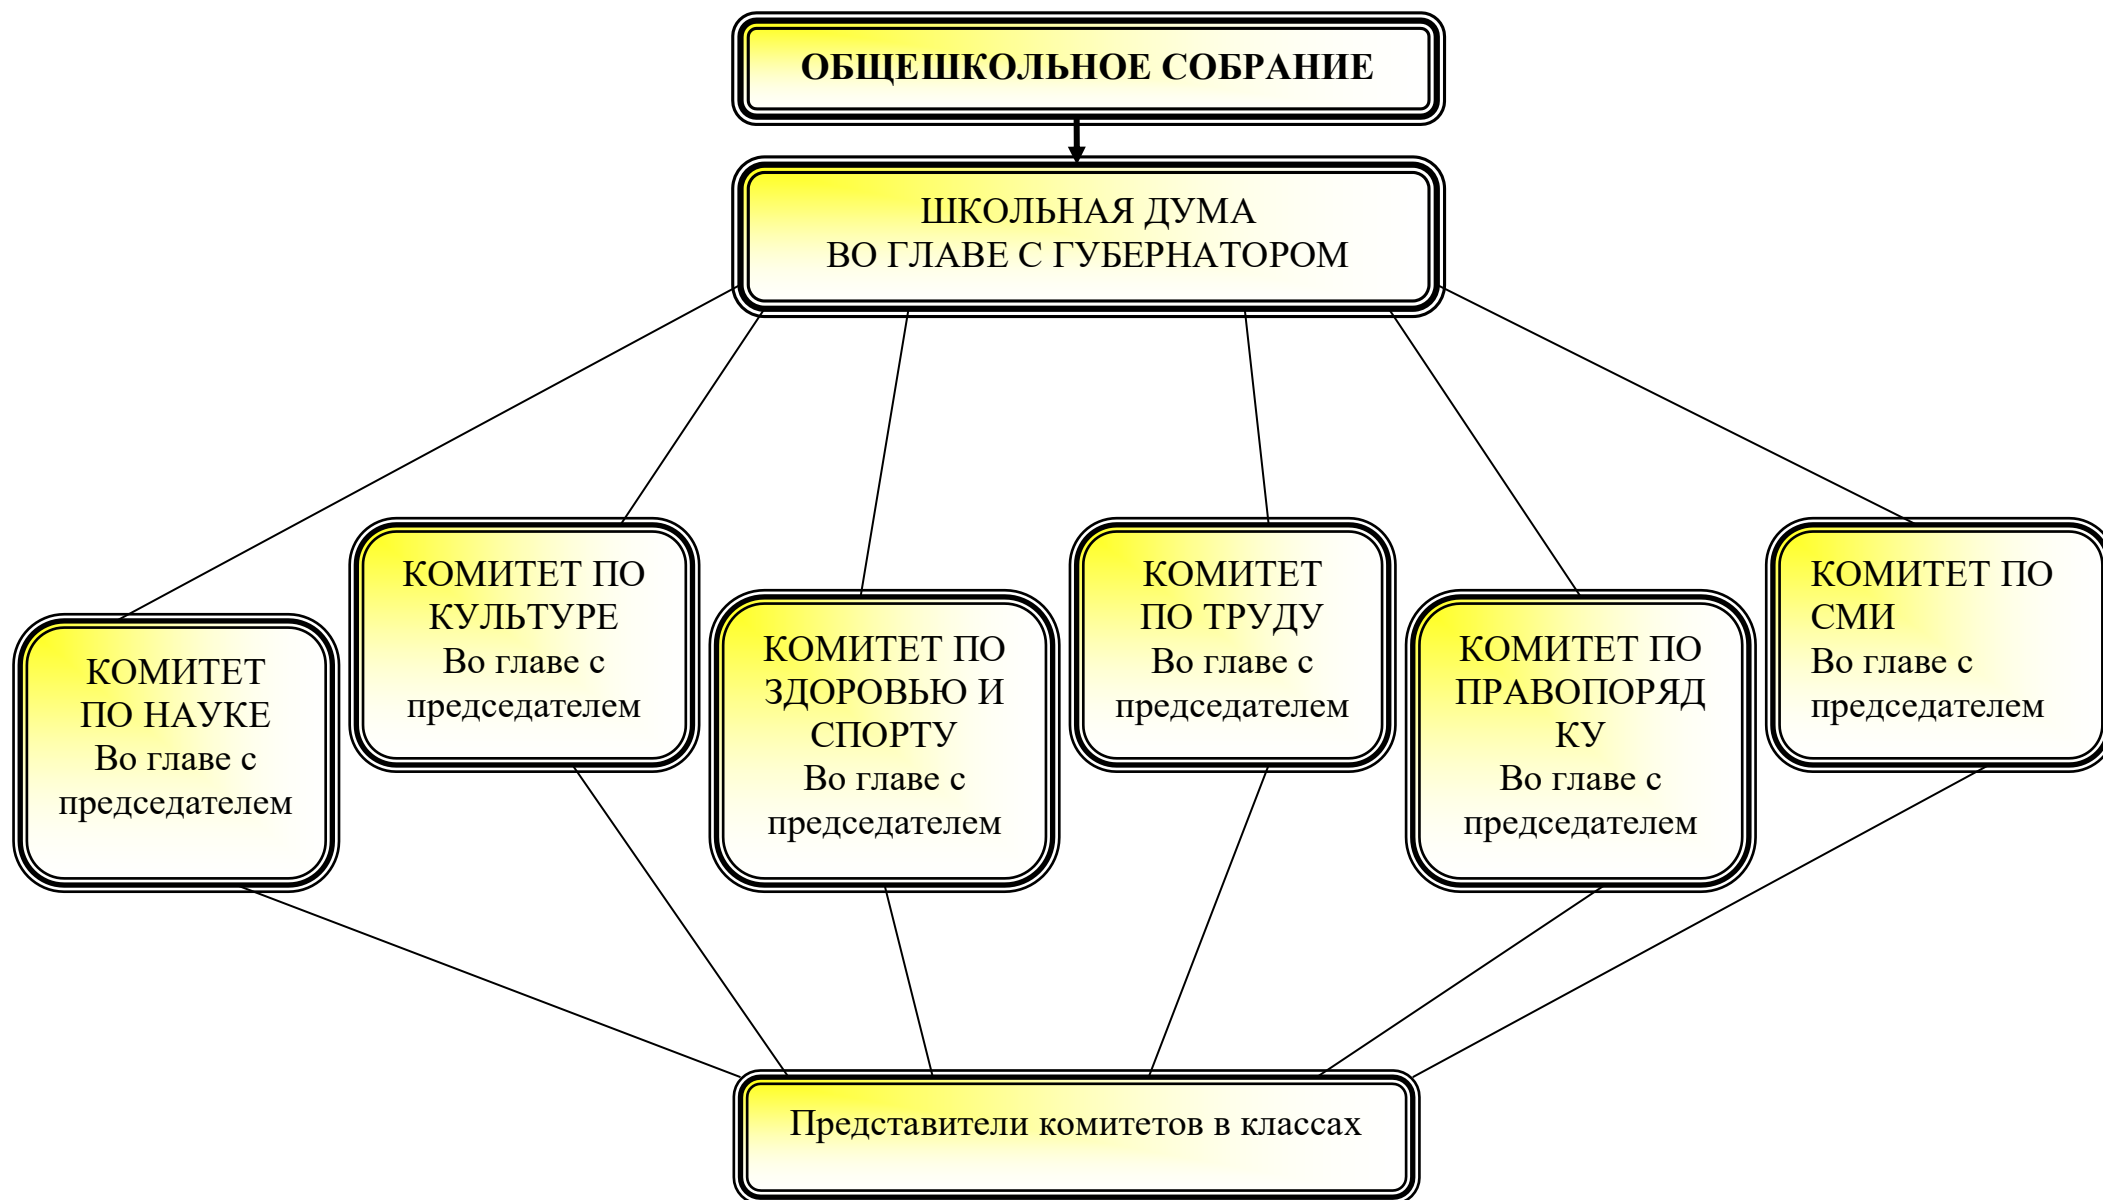 ОБЩЕШКОЛЬНОЕ СОБРАНИЕ
ШКОЛЬНАЯ ДУМА
ВО ГЛАВЕ С ГУБЕРНАТОРОМ
КОМИТЕТ
ПО НАУКЕ
Во главе с
председателем
КОМИТЕТ ПО
КУЛЬТУРЕ
Во главе с
председателем
КОМИТЕТ ПО
ЗДОРОВЬЮ И
СПОРТУ
Во главе с
председателем
КОМИТЕТ
ПО ТРУДУ
Во главе с
председателем
КОМИТЕТ ПО
ПРАВОПОРЯД
КУ
Во главе с
председателем
КОМИТЕТ ПО
СМИ
Во главе с
председателем
Представители комитетов в классах